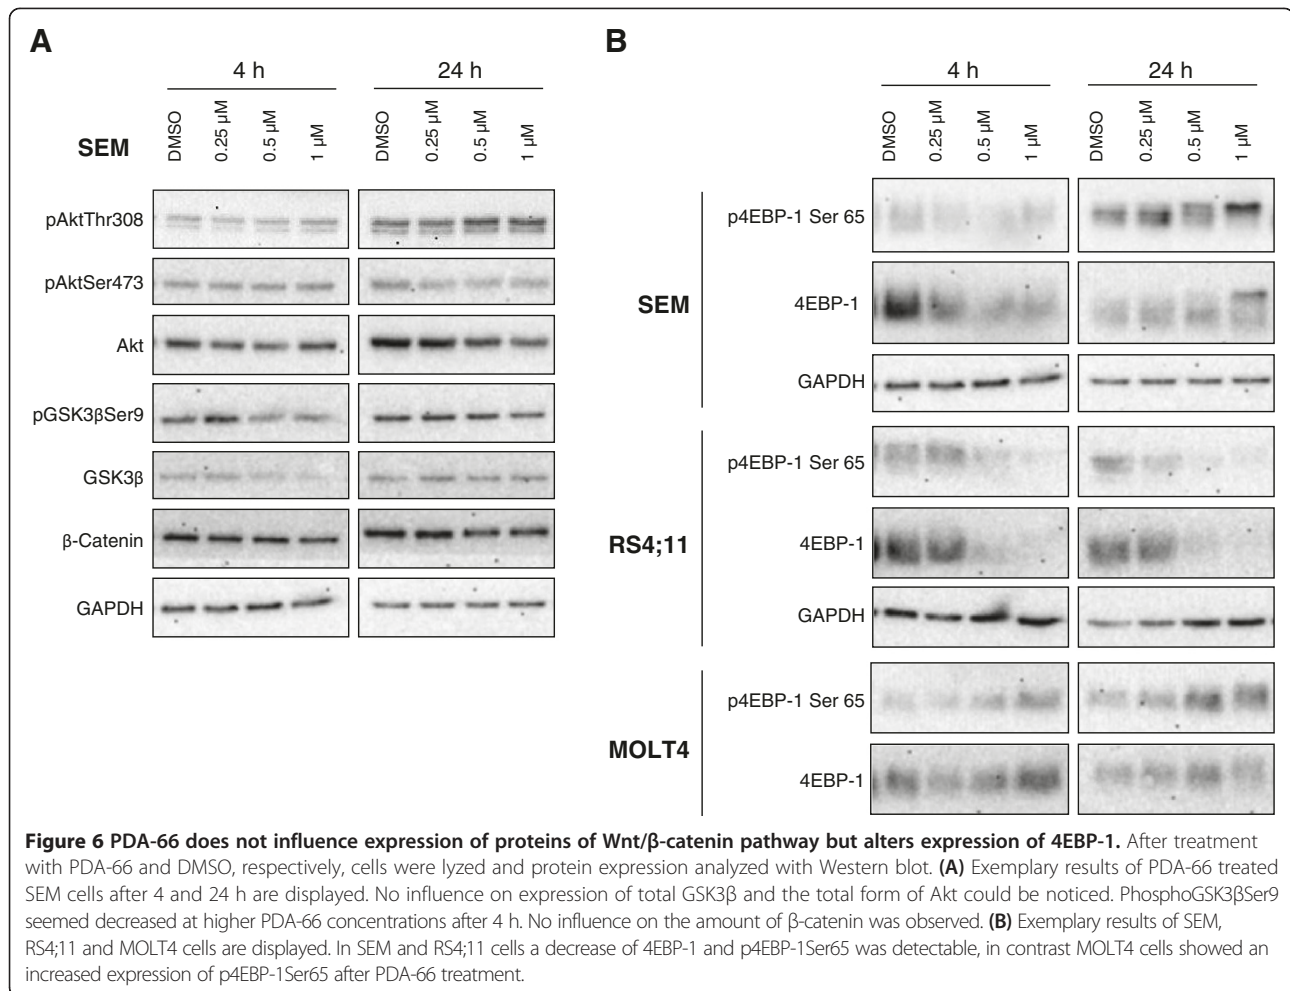 A
B
4 h
24 h
4 h
24 h
SEM
DMSO
0.25 µM
0.5 µM
1 µM
DMSO
0.25 µM
0.5 µM
1 µM
DMSO
0.25 µM
0.5 µM
1 µM
DMSO
0.25 µM
0.5 µM
1 µM
pAktThr308
pAktSer473
Akt
pGSK3βSer9
GSK3β
β-Catenin
GAPDH
SEM
p4EBP-1 Ser 65
4EBP-1
GAPDH
RS4;11
p4EBP-1 Ser 65
4EBP-1
GAPDH
MOLT4
p4EBP-1 Ser 65
4EBP-1
Figure 6 PDA-66 does not influence expression of proteins of Wnt/β-catenin pathway but alters expression of 4EBP-1. After treatment
with PDA-66 and DMSO, respectively, cells were lyzed and protein expression analyzed with Western blot. (A) Exemplary results of PDA-66 treated
SEM cells after 4 and 24 h are displayed. No influence on expression of total GSK3β and the total form of Akt could be noticed. PhosphoGSK3βSer9
seemed decreased at higher PDA-66 concentrations after 4 h. No influence on the amount of β-catenin was observed. (B) Exemplary results of SEM,
RS4;11 and MOLT4 cells are displayed. In SEM and RS4;11 cells a decrease of 4EBP-1 and p4EBP-1Ser65 was detectable, in contrast MOLT4 cells showed an
increased expression of p4EBP-1Ser65 after PDA-66 treatment.